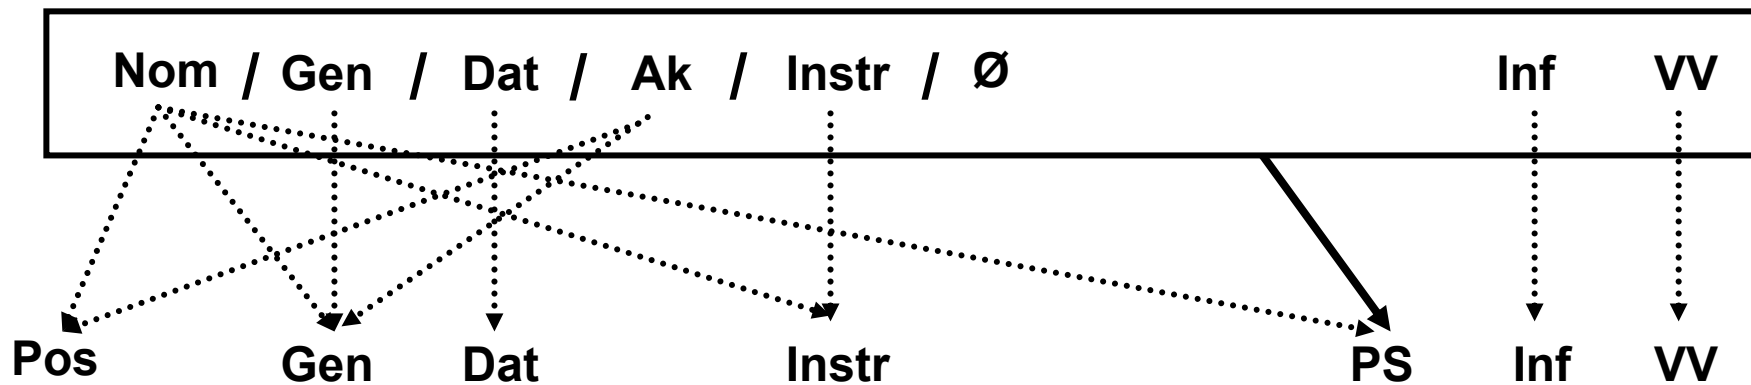 Nom / Gen / Dat / Ak / Instr / Ø Inf VV
Pos Gen Dat Instr PS Inf VV